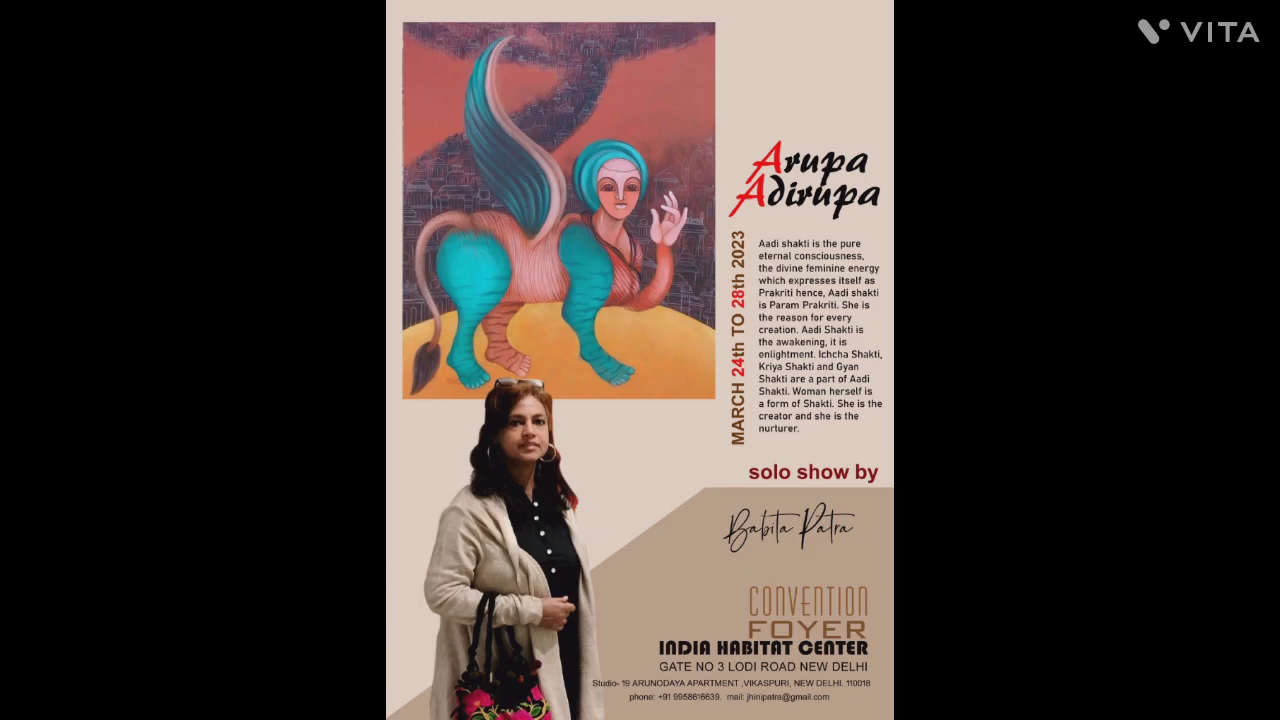 VITA
Arupa
Adirupa
MARCH 24th TO 28th 2023
Aadi shakti is the pure
eternal consciousness,
the divine feminine energy
which expresses itself as
Prakriti hence, Aadi shakti
is Param Prakriti. She is
the reason for every
creation. Aadi Shakti is
the awakening, it is
enlightment. Ichcha Shakti,
Kriya Shakti and Gyan
Shakti are a part of Aadi
Shakti. Woman herself is
a form of Shakti. She is the
creator and she is the
nurturer.
solo show by
Babita Patra
CONVENTION
FOYER
INDIA HABITAT CENTER
GATE NO 3 LODI ROAD NEW DELHI
Studio- 19 ARUNODAYA APARTMENT ,VIKASPURI, NEW DELHI. 110018
phone: +91 9958616639. mail: jhinipatra@gmail.com